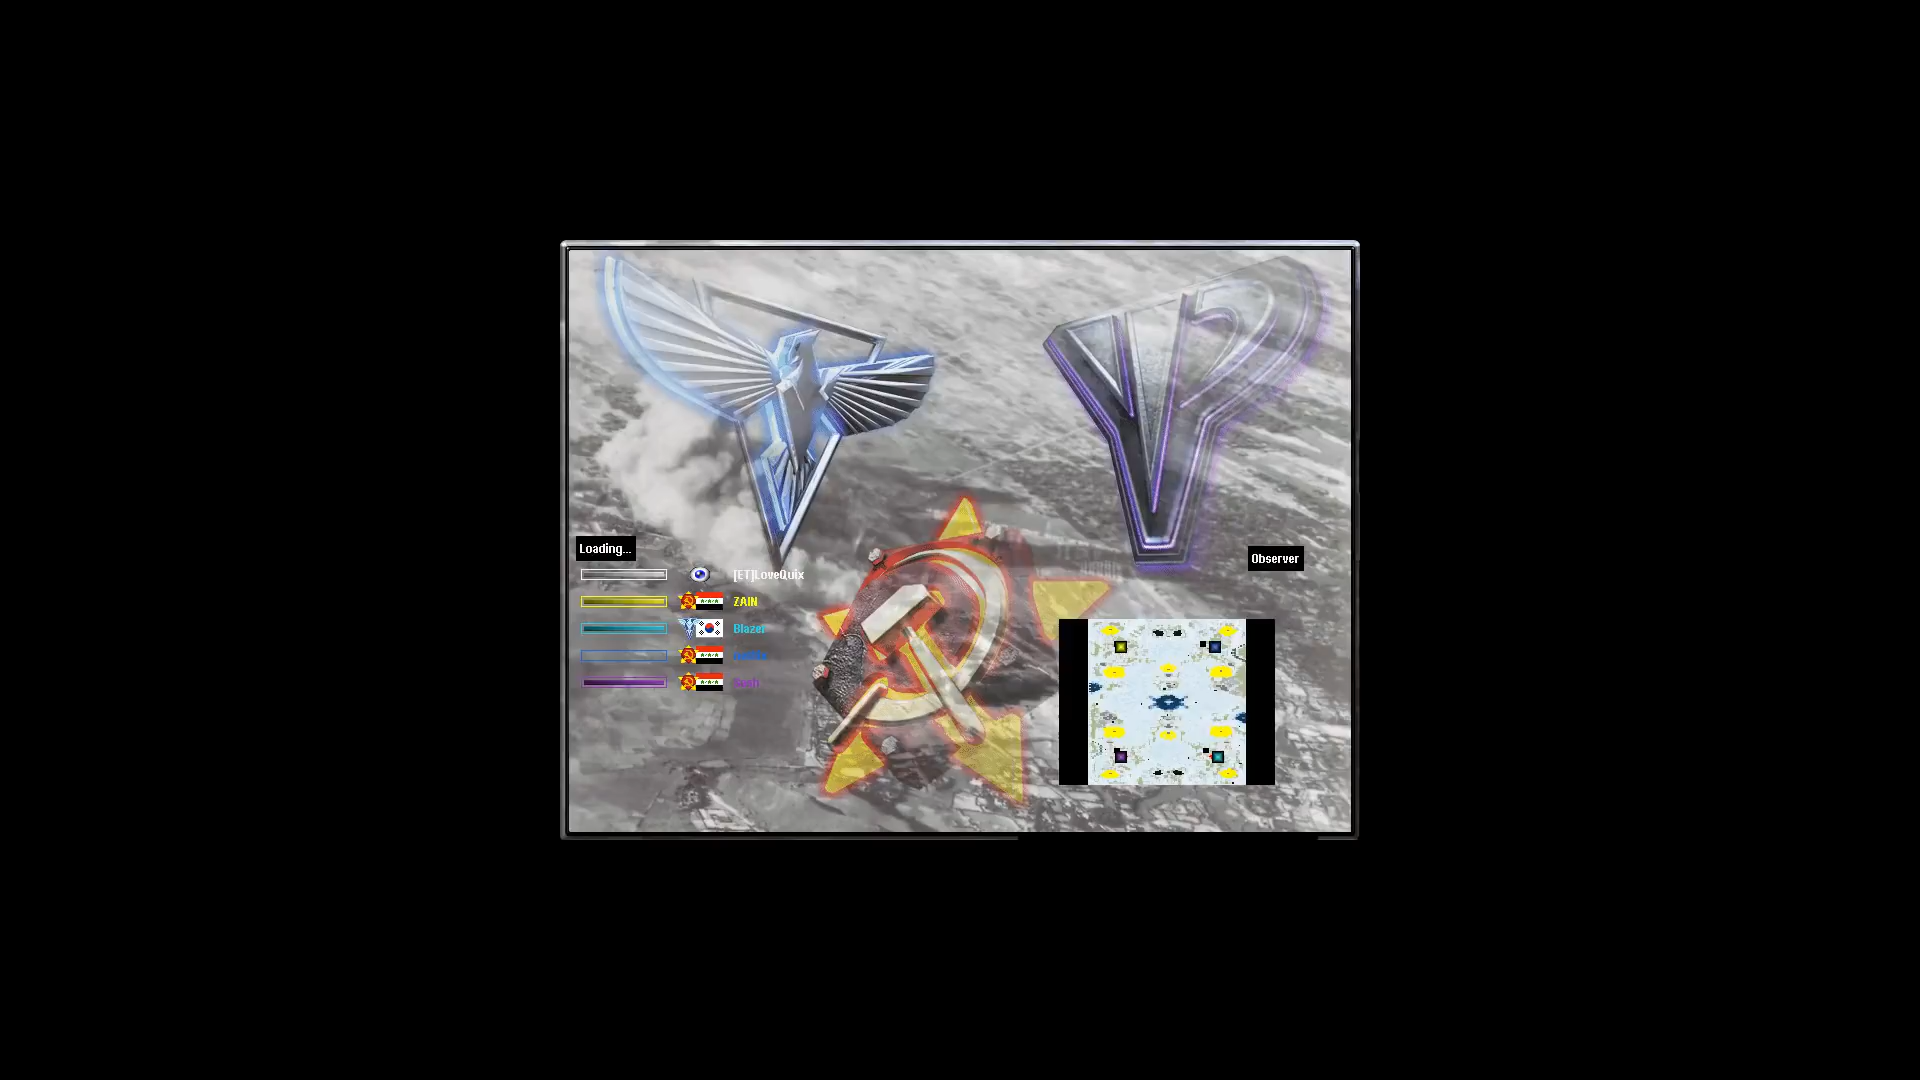 Loading...
Observer
[ET]LoveQuix
ZAIN
Blazer